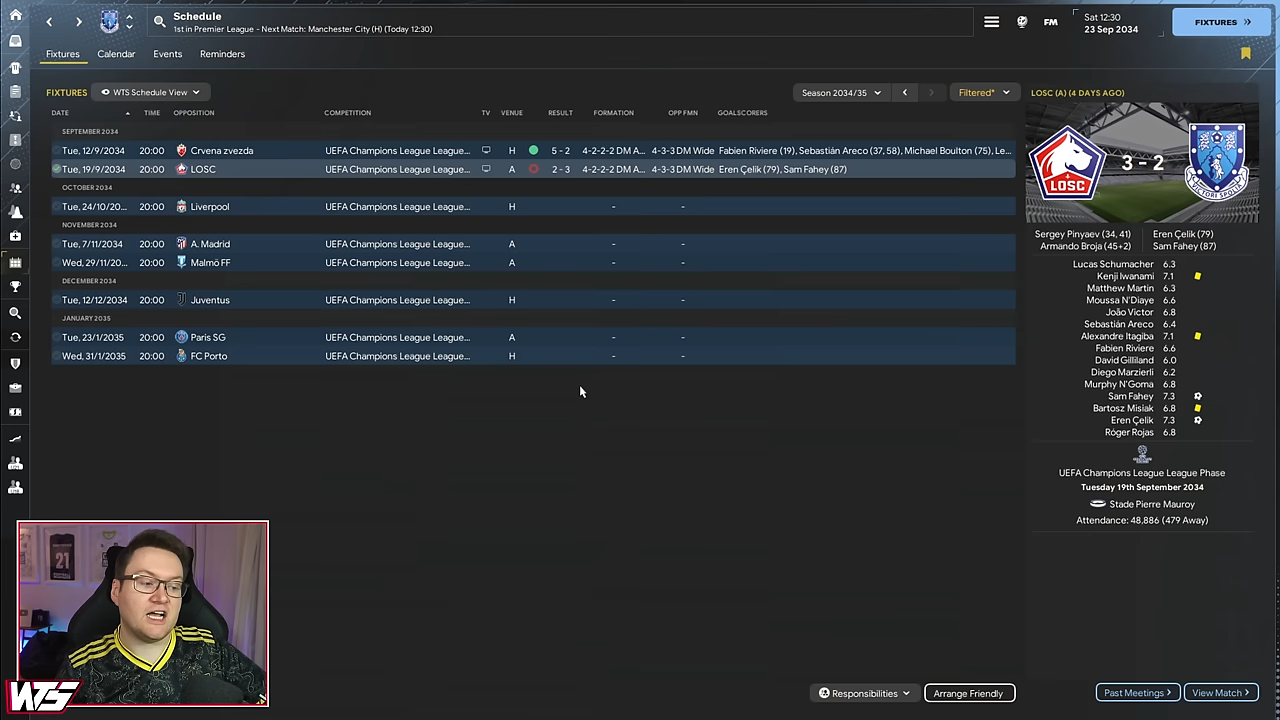 Schedule
1st in Premier League - Next Match: Manchester City (H) (Today 12:30)
FM
Sat 12:30
23 Sep 2034
FIXTURES
Fixtures Calendar Events Reminders
FIXTURES WTS Schedule View Season 2034/35 Filtered*
DATE TIME OPPOSITION COMPETITION TV VENUE RESULT FORMATION OPP FMN GOALSCORERS
SEPTEMBER 2034
Tue, 12/9/2034 20:00 Crvena zvezda UEFA Champions League League... H 5 - 2 4-2-2-2 DM A... 4-3-3 DM Wide Fabien Riviere (19), Sebastián Areco (37, 58), Michael Boulton (75), Le...
Tue, 19/9/2034 20:00 LOSC UEFA Champions League League... A 2 - 3 4-2-2-2 DM A... 4-3-3 DM Wide Eren Çelik (79), Sam Fahey (87)
OCTOBER 2034
Tue, 24/10/20... 20:00 Liverpool UEFA Champions League League... H - -
NOVEMBER 2034
Tue, 7/11/2034 20:00 A. Madrid UEFA Champions League League... A - -
Wed, 29/11/20... 20:00 Malmö FF UEFA Champions League League... A - -
DECEMBER 2034
Tue, 12/12/2034 20:00 Juventus UEFA Champions League League... H - -
JANUARY 2035
Tue, 23/1/2035 20:00 Paris SG UEFA Champions League League... A - -
Wed, 31/1/2035 20:00 FC Porto UEFA Champions League League... H - -
LOSC (A) (4 DAYS AGO)
LOSC
3 - 2
Sergey Pinyaev (34, 41) Eren Çelik (79)
Armando Broja (45+2) Sam Fahey (87)
Lucas Schumacher 6.3
Kenji Iwanami 7.1
Matthew Martin 6.3
Moussa N'Diaye 6.6
João Victor 6.8
Sebastián Areco 6.4
Alexandre Itagiba 7.1
Fabien Riviere 6.6
David Gilliland 6.0
Diego Marzierli 6.2
Murphy N'Goma 6.8
Sam Fahey 7.3
Bartosz Misiak 6.8
Eren Çelik 7.3
Róger Rojas 6.8
UEFA Champions League League Phase
Tuesday 19th September 2034
Stade Pierre Mauroy
Attendance: 48,886 (479 Away)
21
WTS
Responsibilities Arrange Friendly Past Meetings View Match